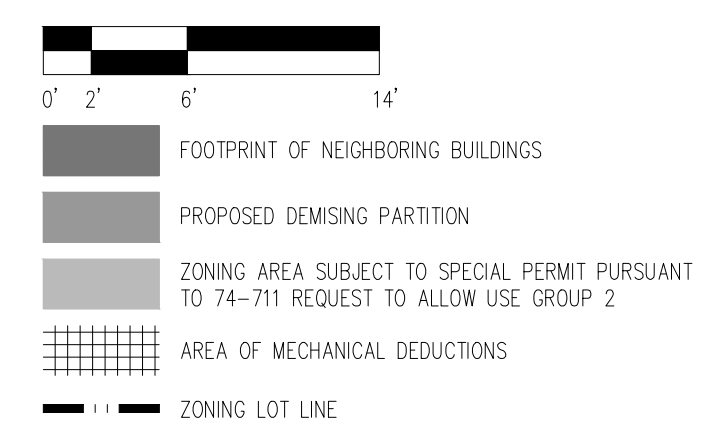 0' 2' 6' 14'
FOOTPRINT OF NEIGHBORING BUILDINGS
PROPOSED DEMISING PARTITION
ZONING AREA SUBJECT TO SPECIAL PERMIT PURSUANT
TO 74-711 REQUEST TO ALLOW USE GROUP 2
AREA OF MECHANICAL DEDUCTIONS
ZONING LOT LINE